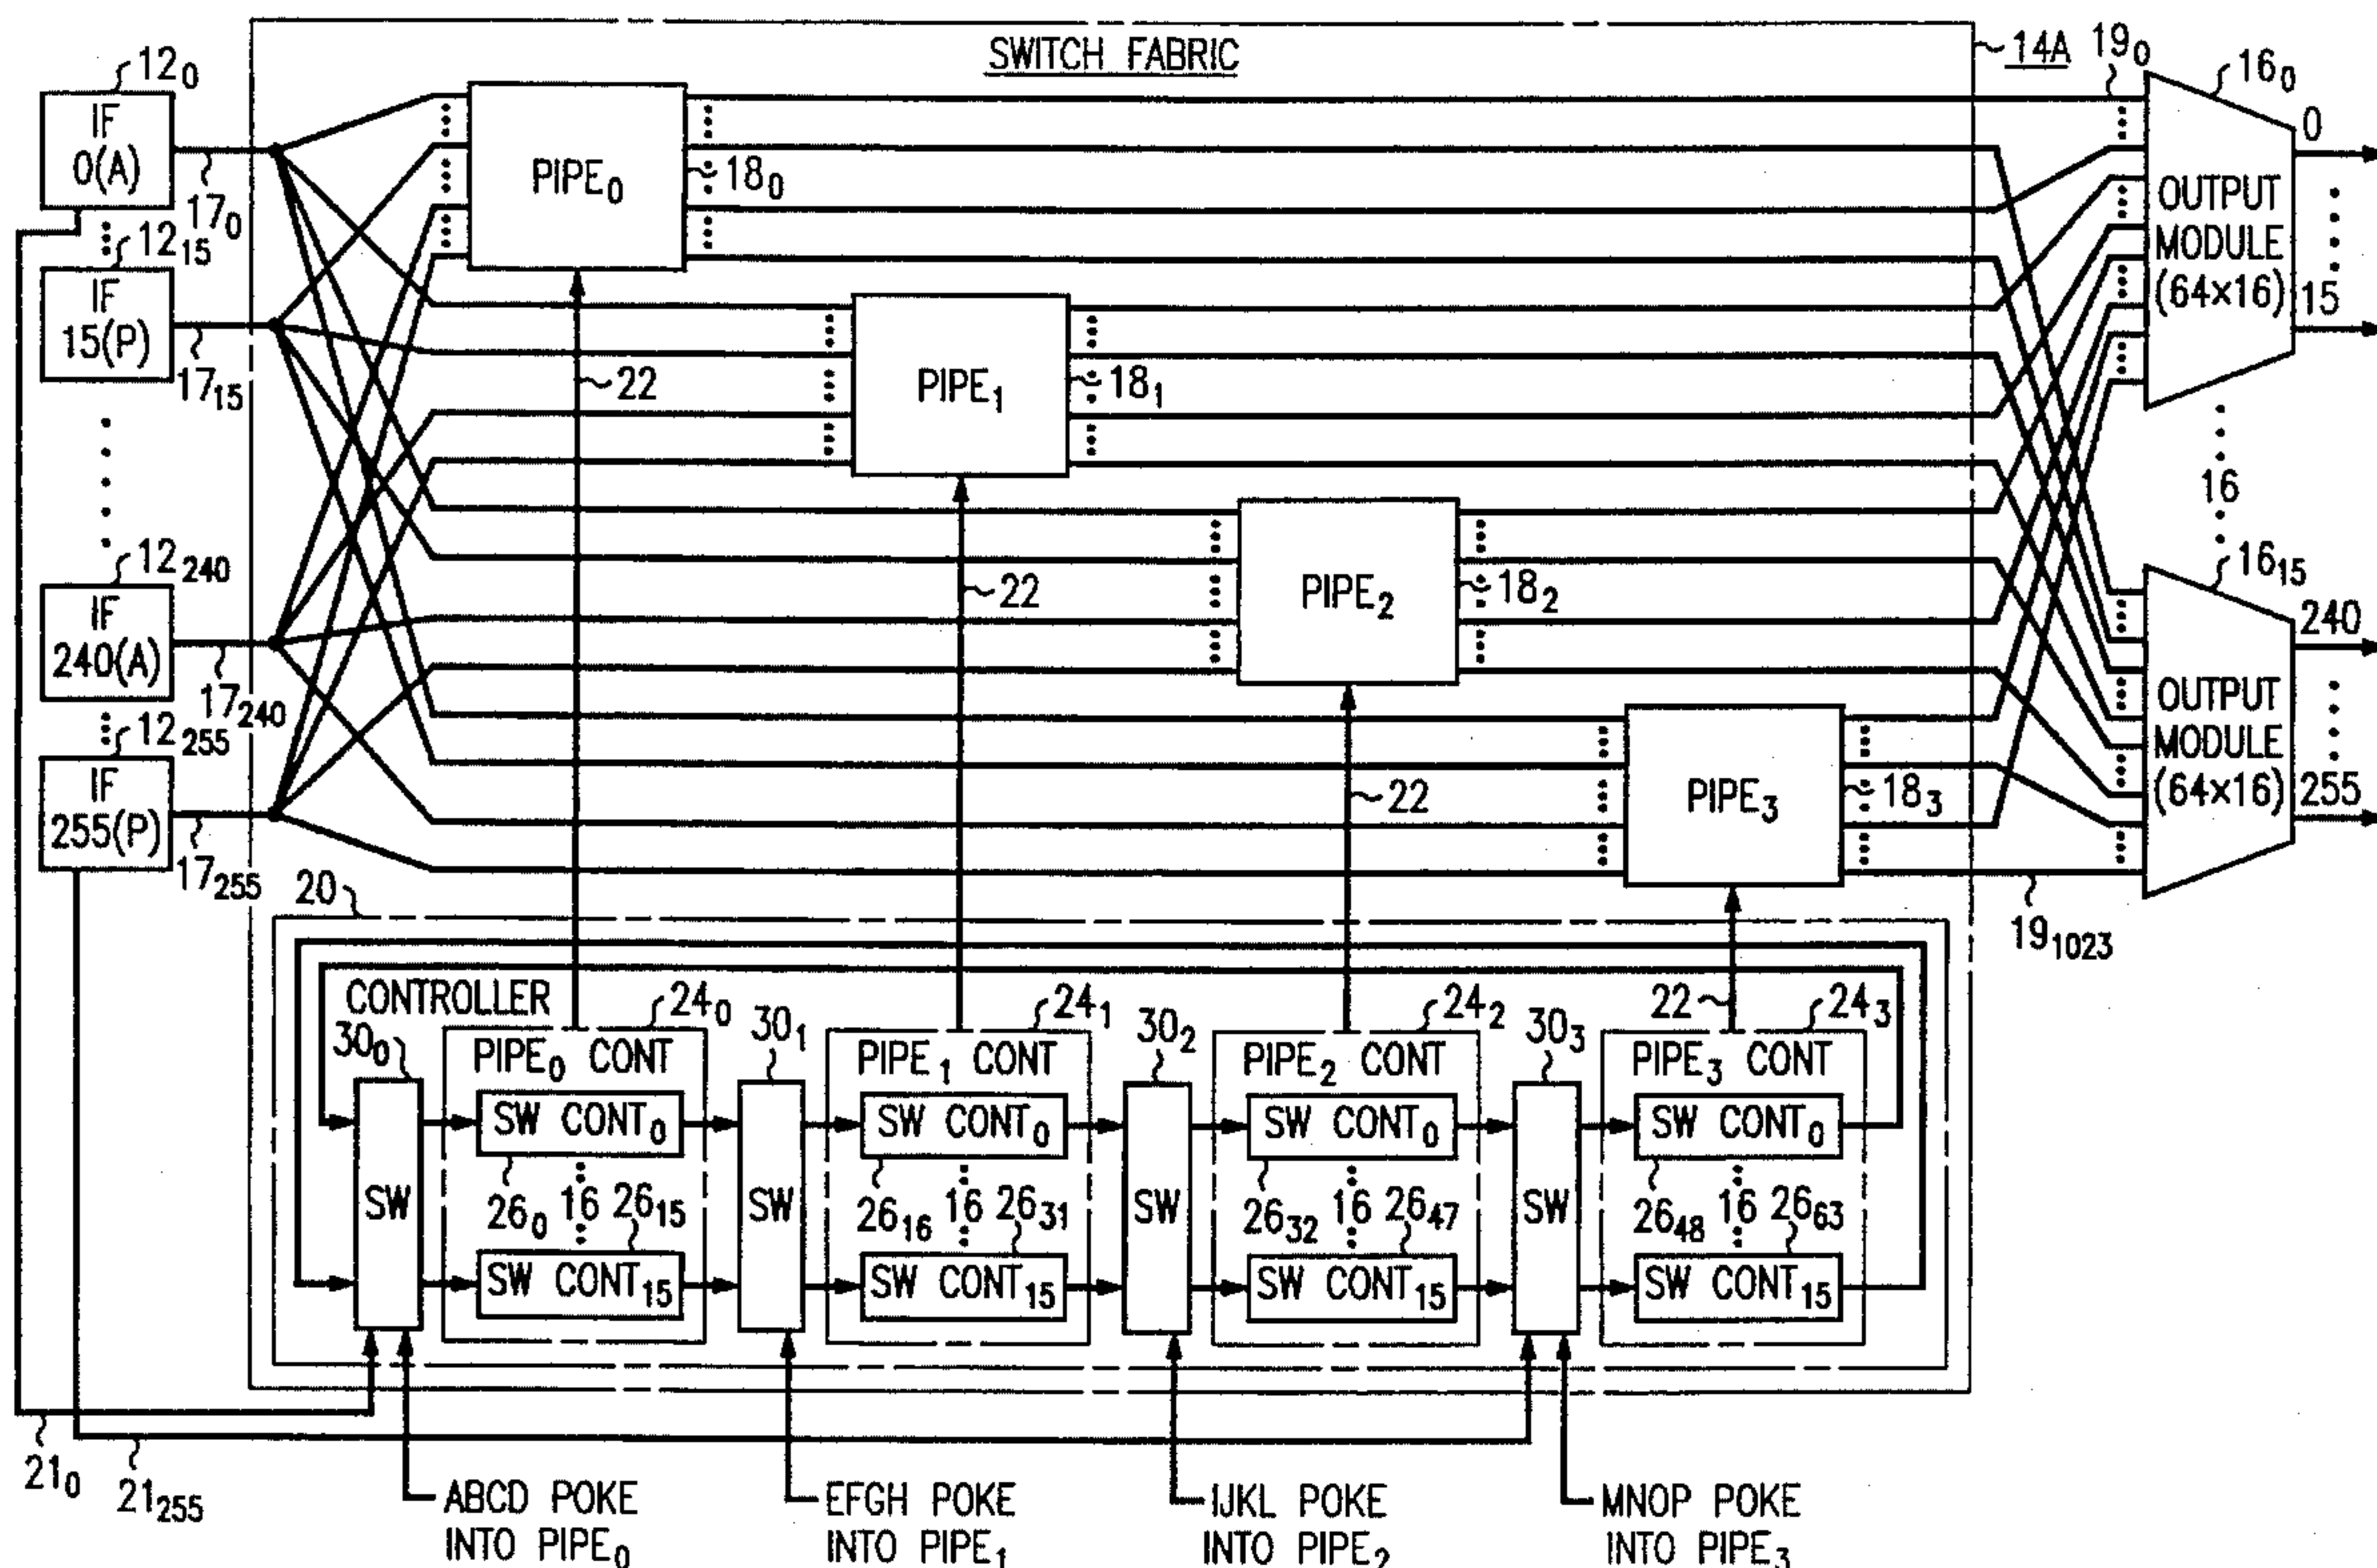 SWITCH FABRIC
14A
12₀
IF
0(A)
17₀
12₁₅
IF
15(P)
17₁₅
12₂₄₀
IF
240(A)
17₂₄₀
12₂₅₅
IF
255(P)
17₂₅₅
PIPE₀
18₀
22
PIPE₁
18₁
22
PIPE₂
18₂
22
PIPE₃
18₃
22
19₀
16₀
OUTPUT
MODULE
(64×16)
0
15
16
16₁₅
OUTPUT
MODULE
(64×16)
240
255
19₁₀₂₃
20
CONTROLLER
30₀
SW
24₀
PIPE₀ CONT
SW CONT₀
26₀ 16 26₁₅
SW CONT₁₅
30₁
SW
24₁
PIPE₁ CONT
SW CONT₀
26₁₆ 16 26₃₁
SW CONT₁₅
30₂
SW
24₂
PIPE₂ CONT
SW CONT₀
26₃₂ 16 26₄₇
SW CONT₁₅
30₃
SW
24₃
PIPE₃ CONT
SW CONT₀
26₄₈ 16 26₆₃
SW CONT₁₅
21₀
21₂₅₅
ABCD POKE
INTO PIPE₀
EFGH POKE
INTO PIPE₁
IJKL POKE
INTO PIPE₂
MNOP POKE
INTO PIPE₃